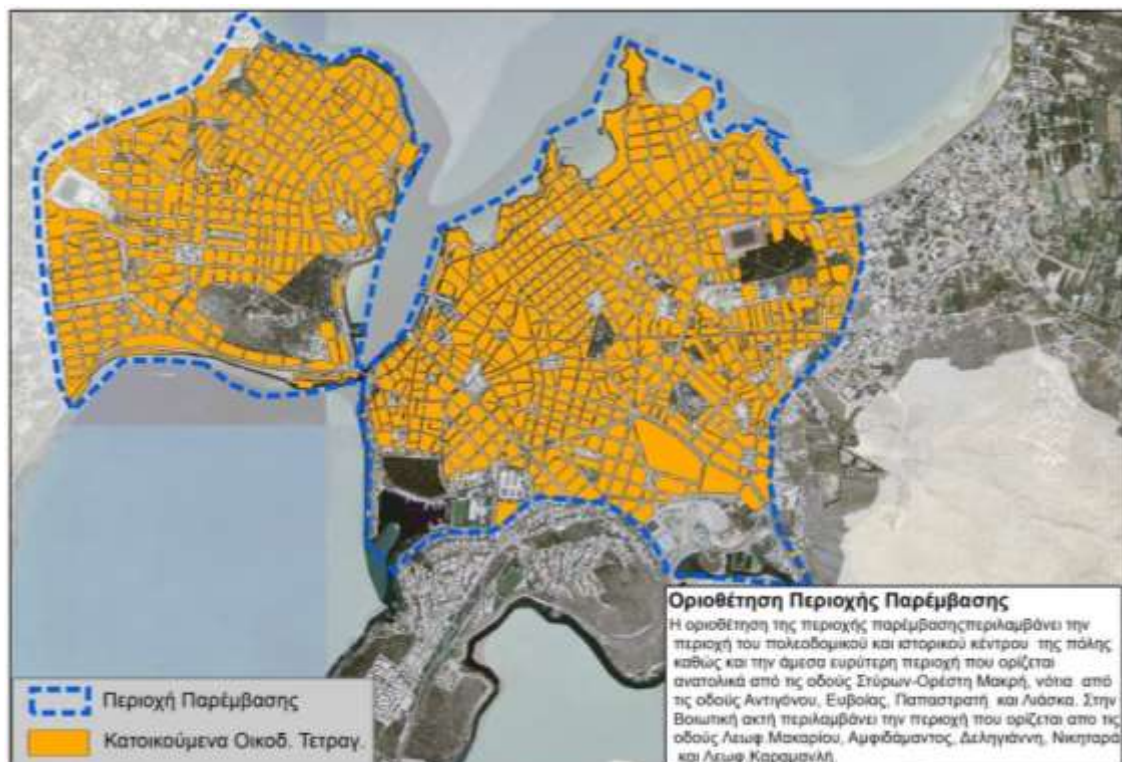 Οριοθέτηση Περιοχής Παρέμβασης
Η οριοθέτηση της περιοχής παρέμβασηςπεριλαμβάνει την
περιοχή του πολεοδομικού και ιστορικού κέντρου της πόλης
καθώς και την άμεσα ευρύτερη περιοχή που ορίζεται
ανατολικά από τις οδούς Στύρων-Ορέστη Μακρή, νότια από
τις οδούς Αντιγόνου, Ευβοίας, Παπαστρατή και Λιάσκα. Στην
Βοιωτική ακτή περιλαμβάνει την περιοχή που ορίζεται απο τις
οδούς Λεωφ.Μακαρίου, Αμφιδάμαντος, Δεληγιάννη, Νικηταρά
και Λεωφ.Καραμανλή.
Περιοχή Παρέμβασης
Κατοικούμενα Οικοδ. Τετραγ.